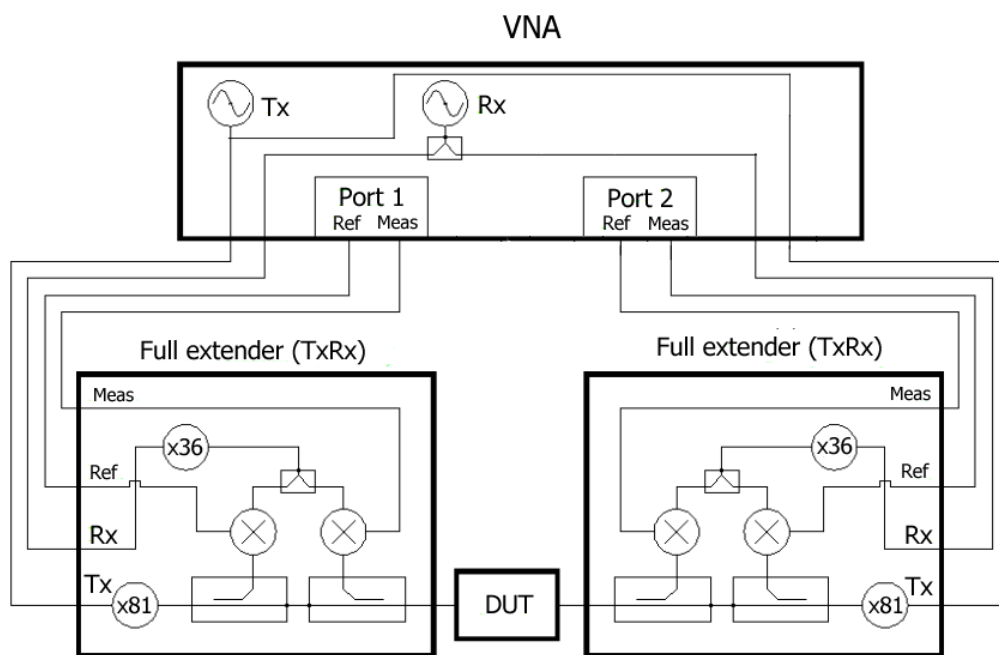 VNA
Tx
Rx
Port 1
Ref Meas
Port 2
Ref Meas
Full extender (TxRx)
Full extender (TxRx)
Meas
x36
Ref
Rx
Tx
x81
DUT
Meas
x36
Ref
Rx
Tx
x81